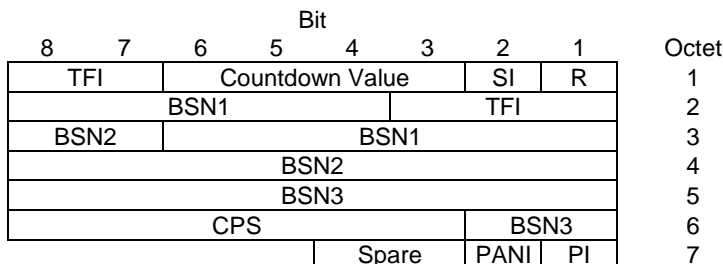 Bit
8 7 6 5 4 3 2 1 Octet
TFI Countdown Value SI R 1
BSN1 TFI 2
BSN2 BSN1 3
BSN2 4
BSN3 5
CPS BSN3 6
Spare PANI PI 7